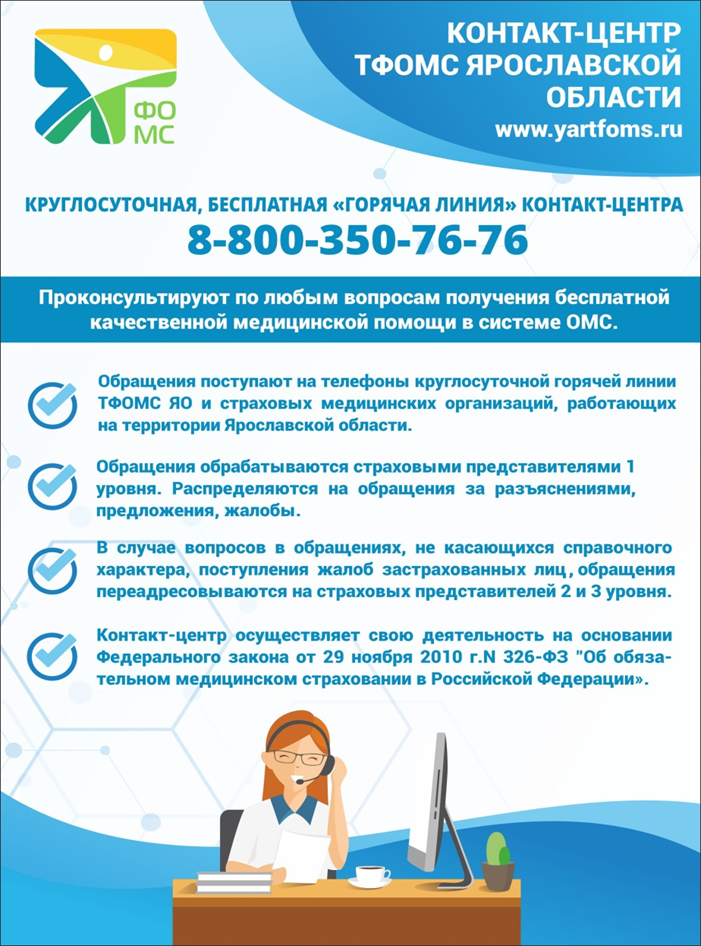 ФО
МС
КОНТАКТ-ЦЕНТР
ТФОМС ЯРОСЛАВСКОЙ
ОБЛАСТИ
www.yartfoms.ru
КРУГЛОСУТОЧНАЯ, БЕСПЛАТНАЯ «ГОРЯЧАЯ ЛИНИЯ» КОНТАКТ-ЦЕНТРА
8-800-350-76-76
Проконсультируют по любым вопросам получения бесплатной
качественной медицинской помощи в системе ОМС.
Обращения поступают на телефоны круглосуточной горячей линии
ТФОМС ЯО и страховых медицинских организаций, работающих
на территории Ярославской области.
Обращения обрабатываются страховыми представителями 1
уровня. Распределяются на обращения за разъяснениями,
предложения, жалобы.
В случае вопросов в обращениях, не касающихся справочного
характера, поступления жалоб застрахованных лиц, обращения
переадресовываются на страховых представителей 2 и 3 уровня.
Контакт-центр осуществляет свою деятельность на основании
Федерального закона от 29 ноября 2010 г.N 326-ФЗ "Об обяза-
тельном медицинском страховании в Российской Федерации».